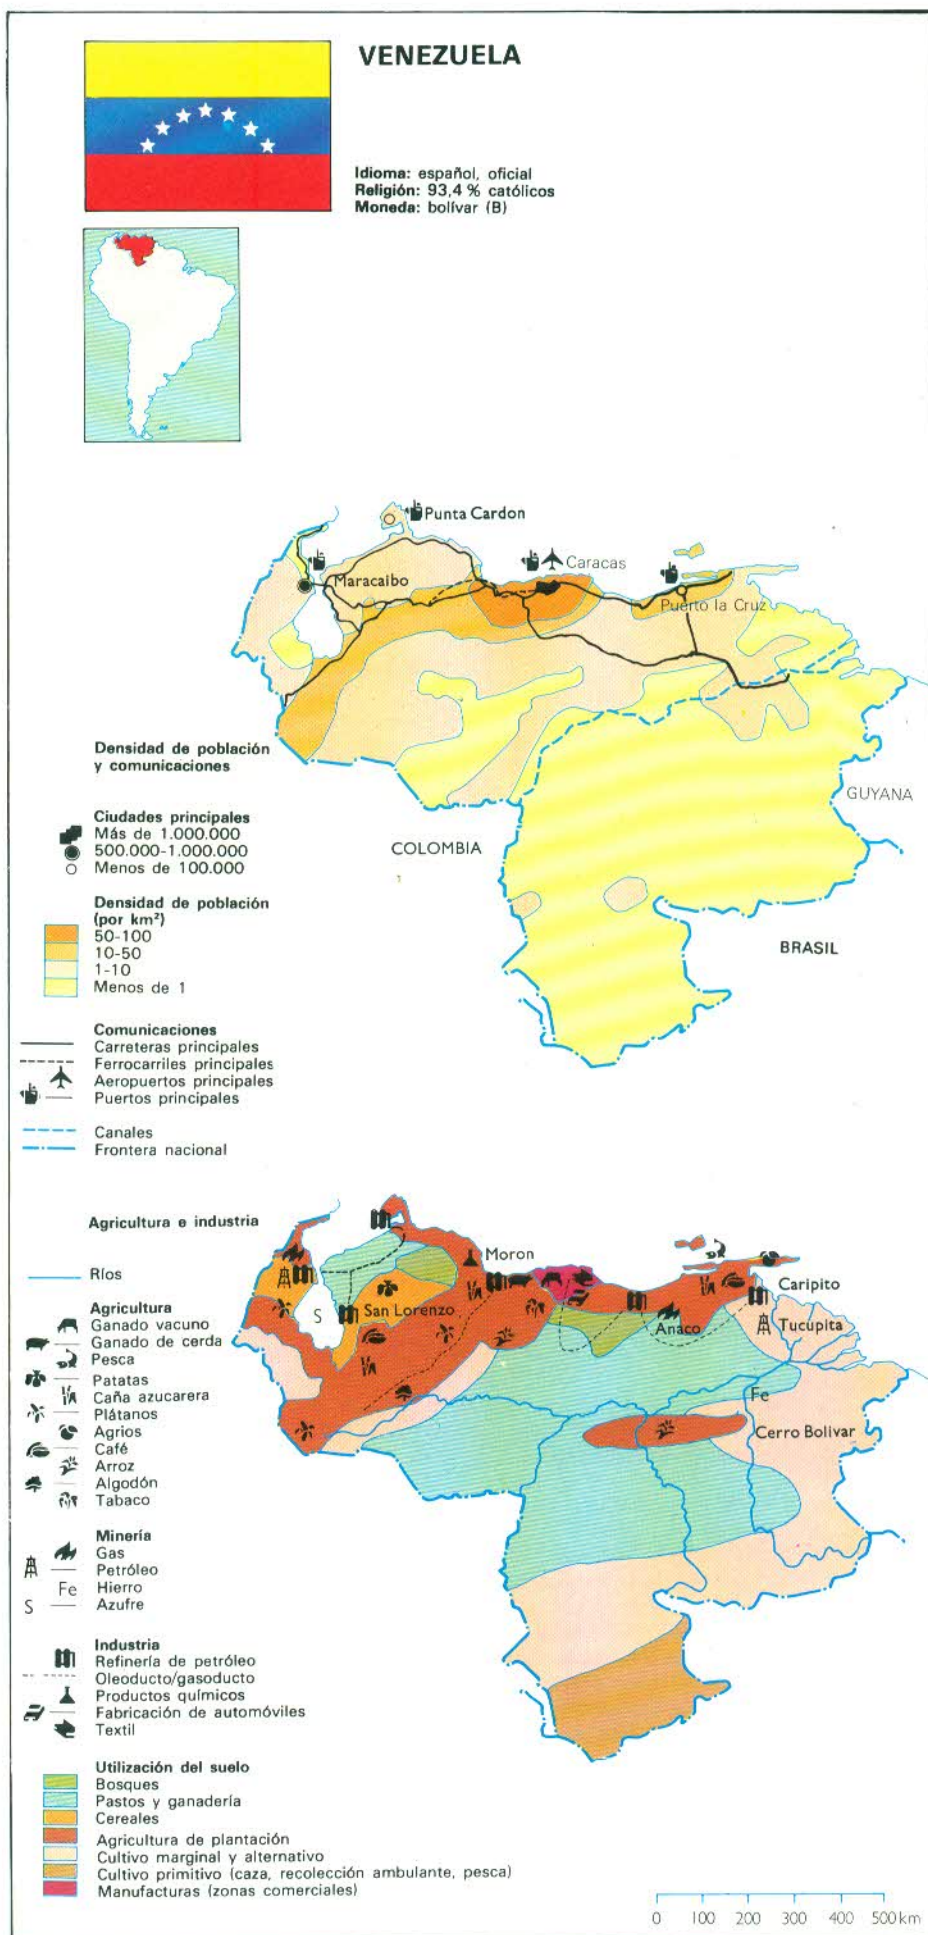 VENEZUELA
Idioma: español, oficial
Religión: 93,4 % católicos
Moneda: bolívar (B)
Punta Cardon
Maracaibo
Caracas
Puerto la Cruz
GUYANA
COLOMBIA
BRASIL
Densidad de población
y comunicaciones
Ciudades principales
Más de 1.000.000
500.000-1.000.000
Menos de 100.000
Densidad de población
(por km²)
50-100
10-50
1-10
Menos de 1
Comunicaciones
Carreteras principales
Ferrocarriles principales
Aeropuertos principales
Puertos principales
Canales
Frontera nacional
Agricultura e industria
Moron
Caripito
S
San Lorenzo
Anaco
Tucupita
Fe
Cerro Bolivar
Ríos
Agricultura
Ganado vacuno
Ganado de cerda
Pesca
Patatas
Caña azucarera
Plátanos
Agrios
Café
Arroz
Algodón
Tabaco
Minería
Gas
Petróleo
Fe Hierro
S Azufre
Industria
Refinería de petróleo
Oleoducto/gasoducto
Productos químicos
Fabricación de automóviles
Textil
Utilización del suelo
Bosques
Pastos y ganadería
Cereales
Agricultura de plantación
Cultivo marginal y alternativo
Cultivo primitivo (caza, recolección ambulante, pesca)
Manufacturas (zonas comerciales)
0 100 200 300 400 500 km